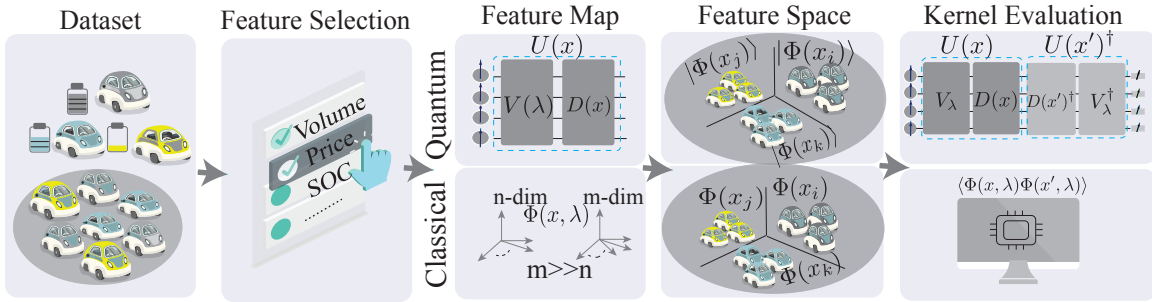 Dataset
Feature Selection
Feature Map
Feature Space
Kernel Evaluation
Volume
Price
SOC
.........
Quantum
U(x)
V(λ)
D(x)
|Φ(x_j)⟩
|Φ(x_i)⟩
|Φ(x_k)⟩
U(x)
U(x′)†
V_λ
D(x)
D(x′)†
V_λ†
Classical
n-dim
m-dim
Φ(x, λ)
m>>n
Φ(x_j)
Φ(x_i)
Φ(x_k)
⟨Φ(x, λ)Φ(x′, λ)⟩